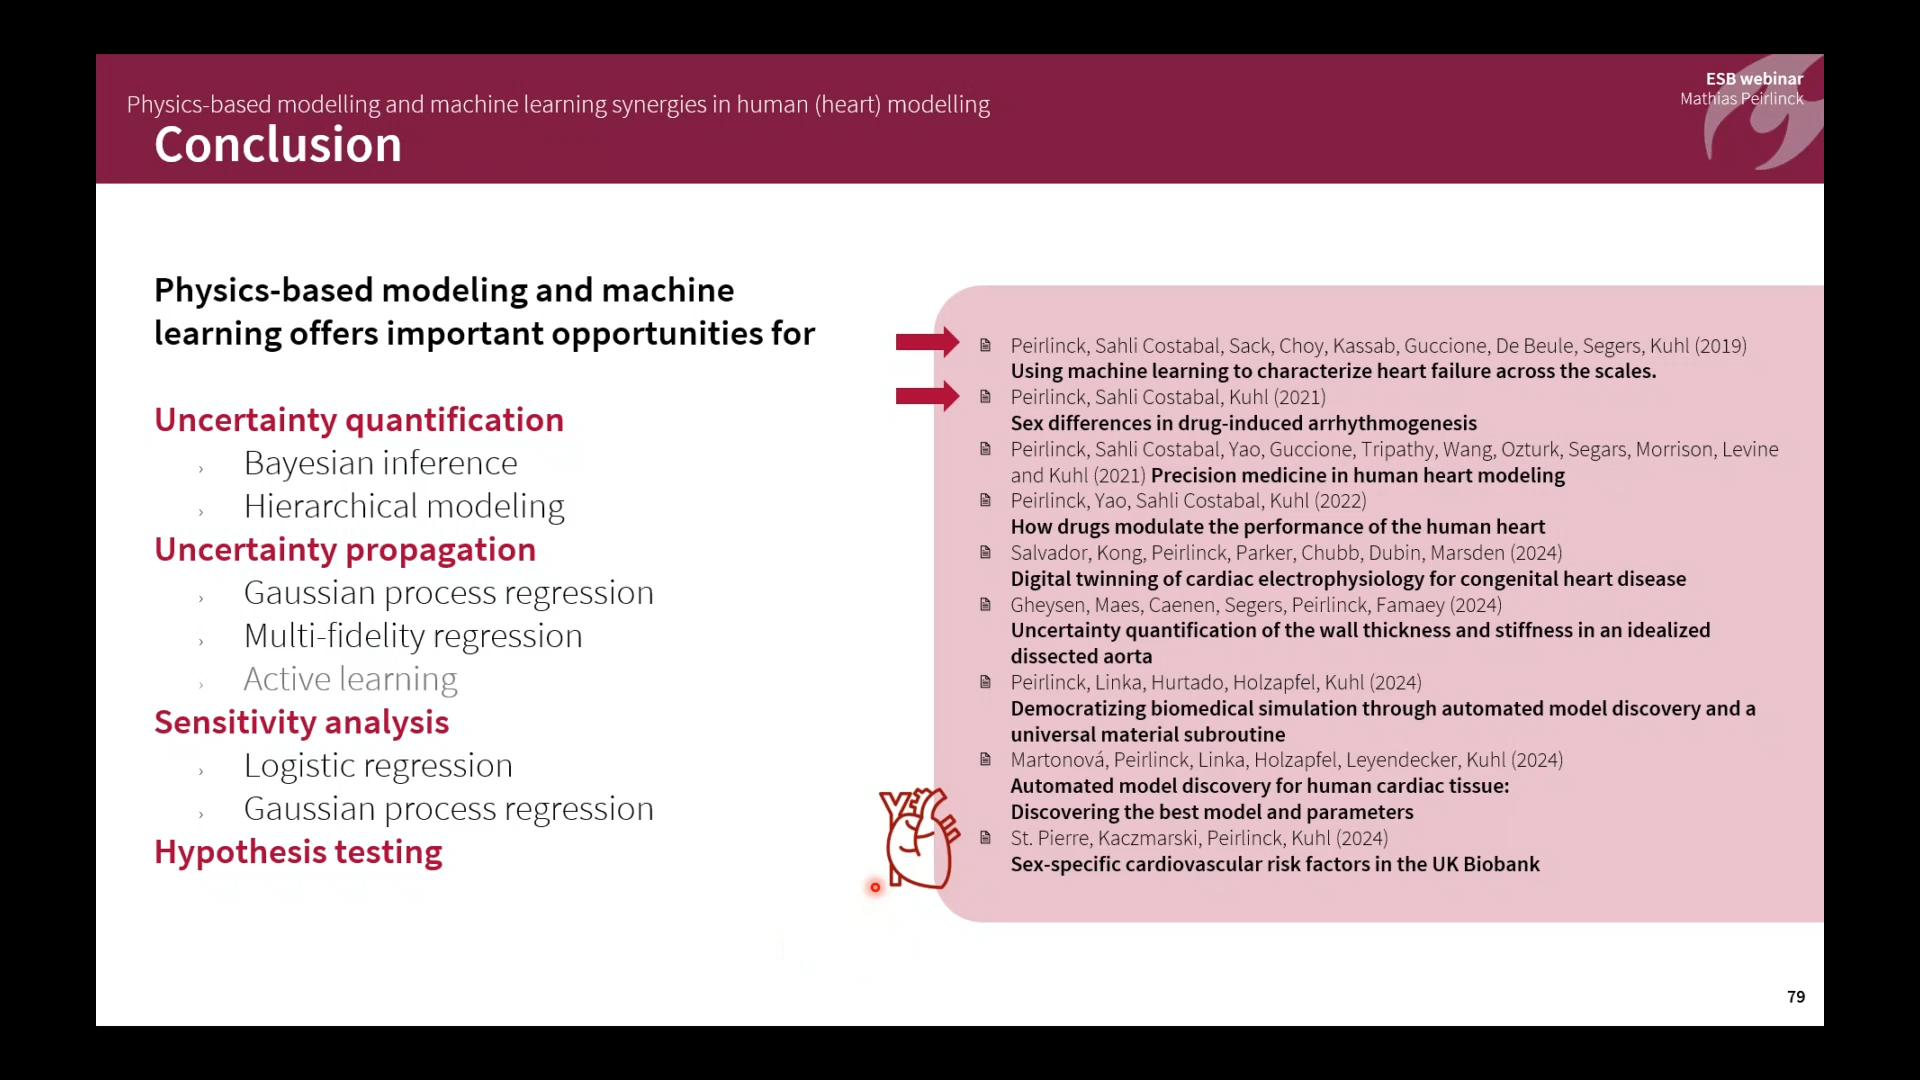 Physics-based modelling and machine learning synergies in human (heart) modelling
Conclusion
ESB webinar
Mathias Peirlinck
Physics-based modeling and machine
learning offers important opportunities for
Uncertainty quantification
› Bayesian inference
› Hierarchical modeling
Uncertainty propagation
› Gaussian process regression
› Multi-fidelity regression
› Active learning
Sensitivity analysis
› Logistic regression
› Gaussian process regression
Hypothesis testing
Peirlinck, Sahli Costabal, Sack, Choy, Kassab, Guccione, De Beule, Segers, Kuhl (2019)
Using machine learning to characterize heart failure across the scales.
Peirlinck, Sahli Costabal, Kuhl (2021)
Sex differences in drug-induced arrhythmogenesis
Peirlinck, Sahli Costabal, Yao, Guccione, Tripathy, Wang, Ozturk, Segars, Morrison, Levine
and Kuhl (2021) Precision medicine in human heart modeling
Peirlinck, Yao, Sahli Costabal, Kuhl (2022)
How drugs modulate the performance of the human heart
Salvador, Kong, Peirlinck, Parker, Chubb, Dubin, Marsden (2024)
Digital twinning of cardiac electrophysiology for congenital heart disease
Gheysen, Maes, Caenen, Segers, Peirlinck, Famaey (2024)
Uncertainty quantification of the wall thickness and stiffness in an idealized
dissected aorta
Peirlinck, Linka, Hurtado, Holzapfel, Kuhl (2024)
Democratizing biomedical simulation through automated model discovery and a
universal material subroutine
Martonová, Peirlinck, Linka, Holzapfel, Leyendecker, Kuhl (2024)
Automated model discovery for human cardiac tissue:
Discovering the best model and parameters
St. Pierre, Kaczmarski, Peirlinck, Kuhl (2024)
Sex-specific cardiovascular risk factors in the UK Biobank
79